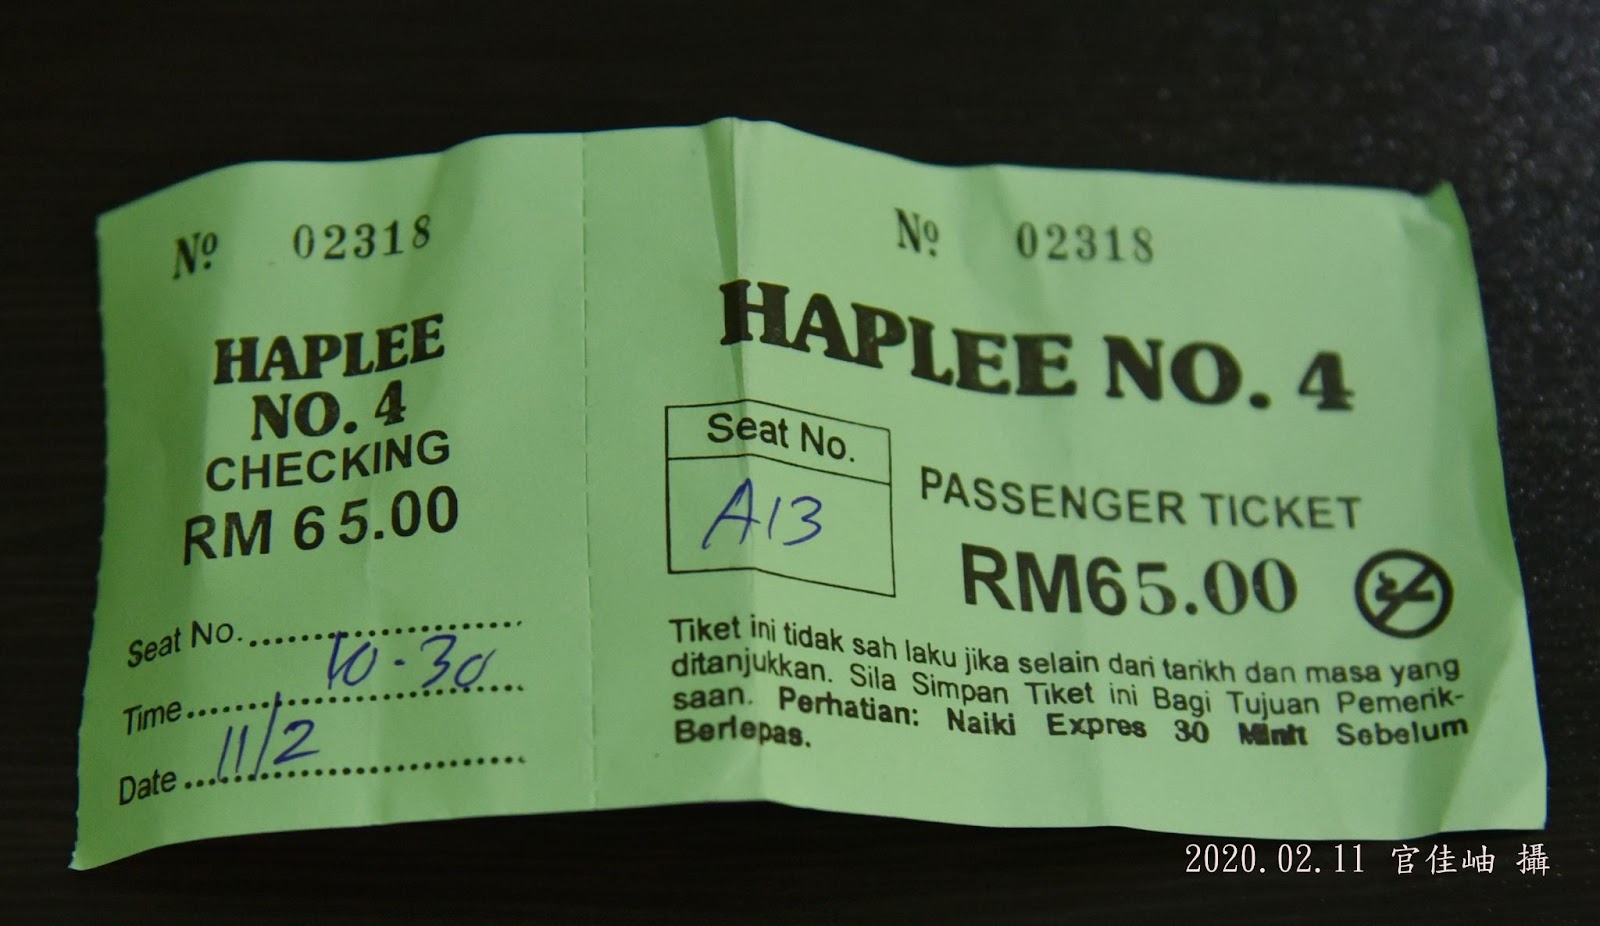 Nº 02318
HAPLEE
NO. 4
CHECKING
RM 65.00
Seat No. ........................................
Time ........................................ 10-30
Date ........................................ 11/2
Nº 02318
HAPLEE NO. 4
Seat No.
A13
PASSENGER TICKET
RM65.00
Tiket ini tidak sah laku jika selain dari tarikh dan masa yang
ditanjukkan. Sila Simpan Tiket ini Bagi Tujuan Pemerik-
saan. Perhatian: Naiki Expres 30 Minit Sebelum
Berlepas.
2020.02.11 官佳岫 攝